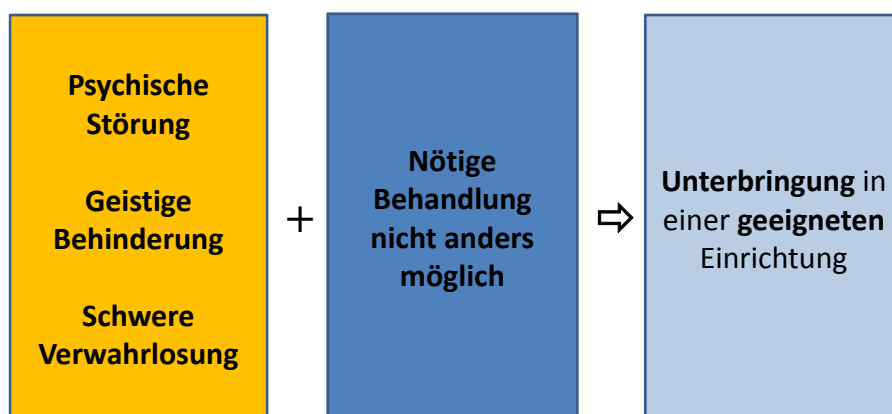 Psychische
Störung
Geistige
Behinderung
Schwere
Verwahrlosung
+
Nötige
Behandlung
nicht anders
möglich
⇨
Unterbringung in
einer geeigneten
Einrichtung